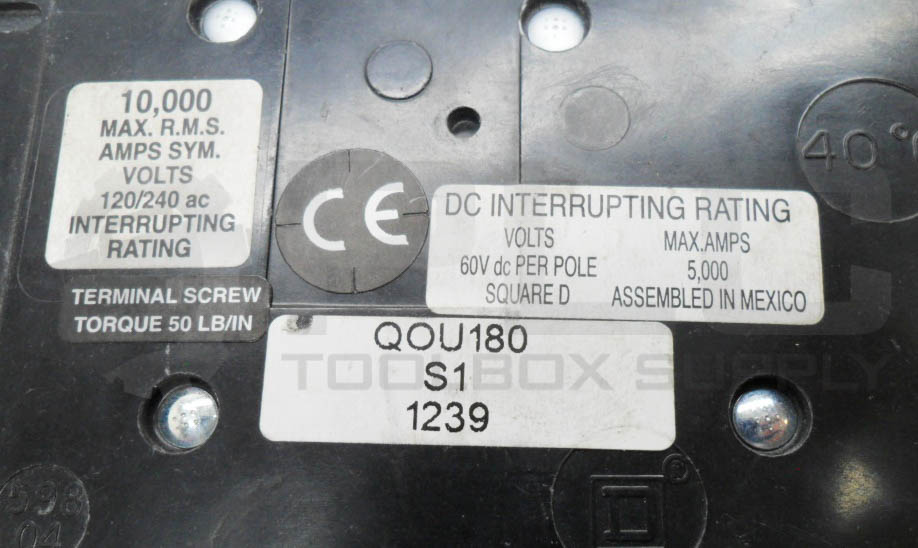 10,000
MAX. R.M.S.
AMPS SYM.
VOLTS
120/240 ac
INTERRUPTING
RATING
TERMINAL SCREW
TORQUE 50 LB/IN
CE
DC INTERRUPTING RATING
VOLTS MAX.AMPS
60V dc PER POLE 5,000
SQUARE D ASSEMBLED IN MEXICO
QOU180
S1
1239
TOOLBOX SUPPLY
40°C
598
04
®